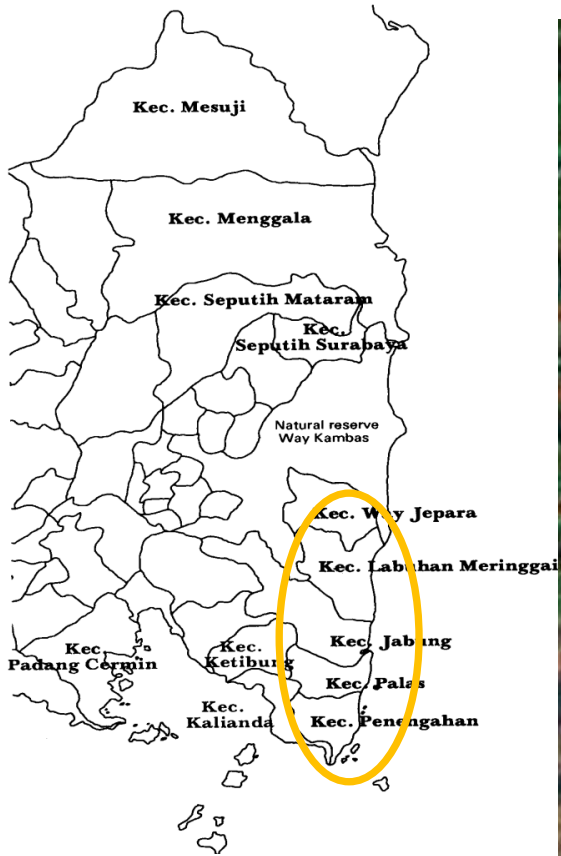 Kec. Mesuji
Kec. Menggala
Kec. Seputih Mataram
Kec.
Seputih Surabaya
Natural reserve
Way Kambas
Kec. Way Jepara
Kec. Labuhan Meringgai
Kec. Jabung
Kec.
Ketibung
Kec.
Padang Cermin
Kec. Palas
Kec.
Kalianda
Kec. Penengahan